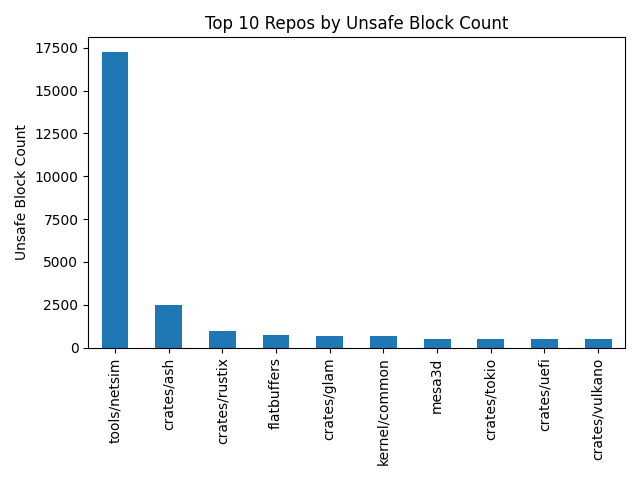 Top 10 Repos by Unsafe Block Count
Unsafe Block Count
17500
15000
12500
10000
7500
5000
2500
0
tools/netsim
crates/ash
crates/rustix
flatbuffers
crates/glam
kernel/common
mesa3d
crates/tokio
crates/uefi
crates/vulkano